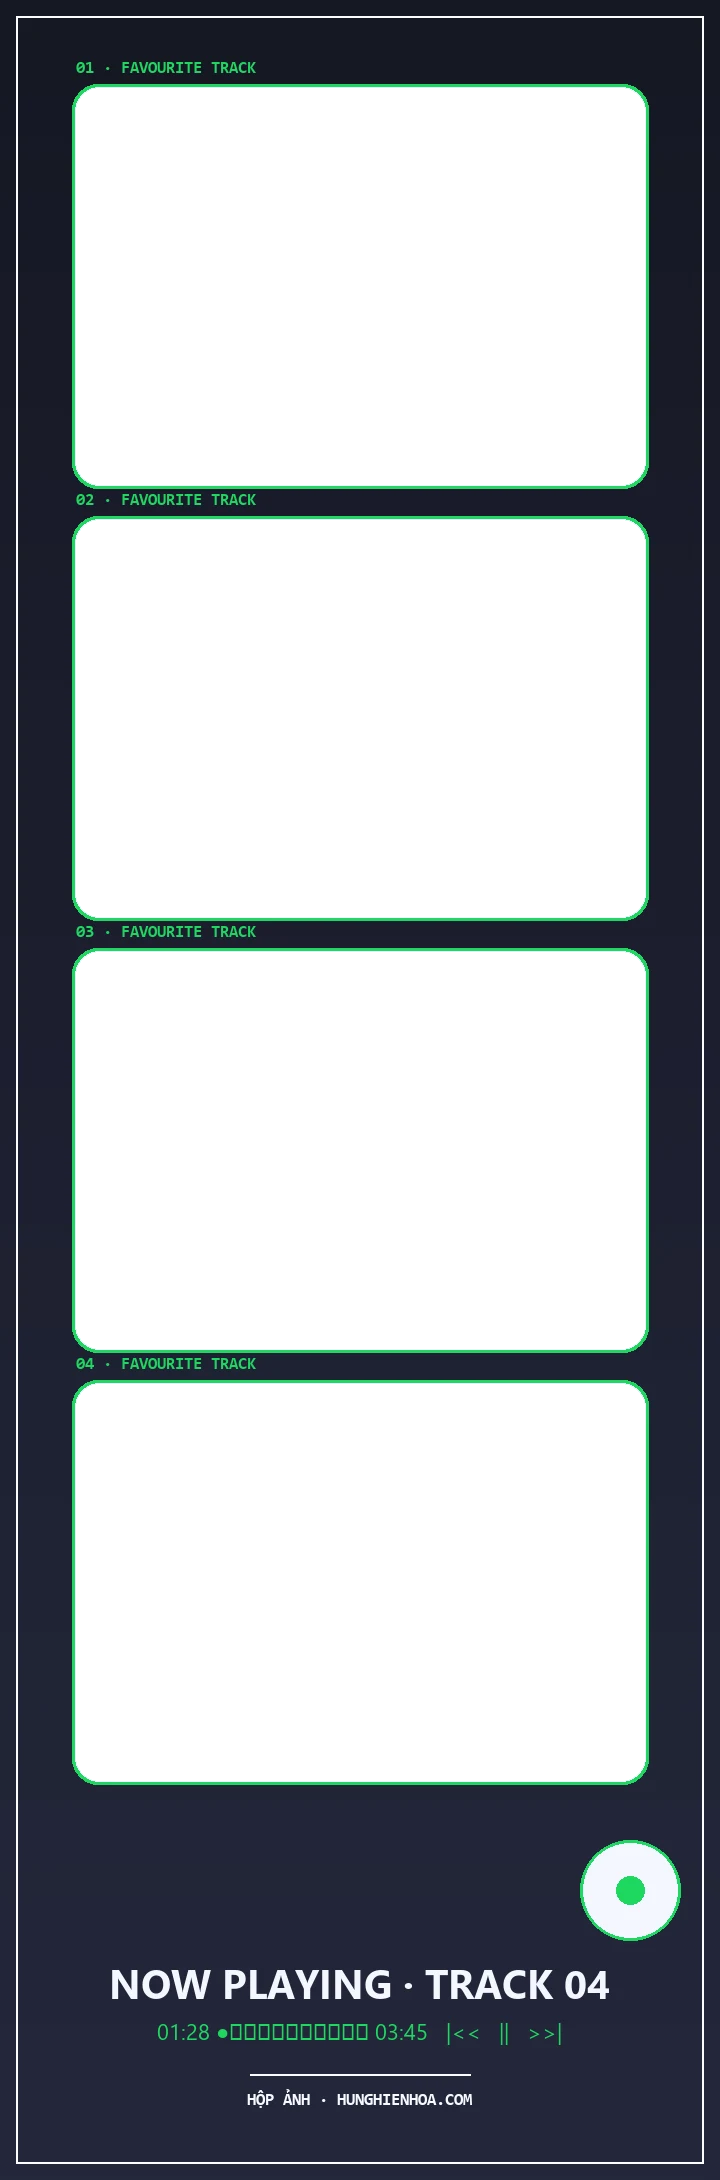 01 · FAVOURITE TRACK
02 · FAVOURITE TRACK
03 · FAVOURITE TRACK
04 · FAVOURITE TRACK
NOW PLAYING · TRACK 04
01:28 ●▯▯▯▯▯▯▯▯▯▯ 03:45 |<< || >>|
HỘP ẢNH · HUNGHIENHOA.COM